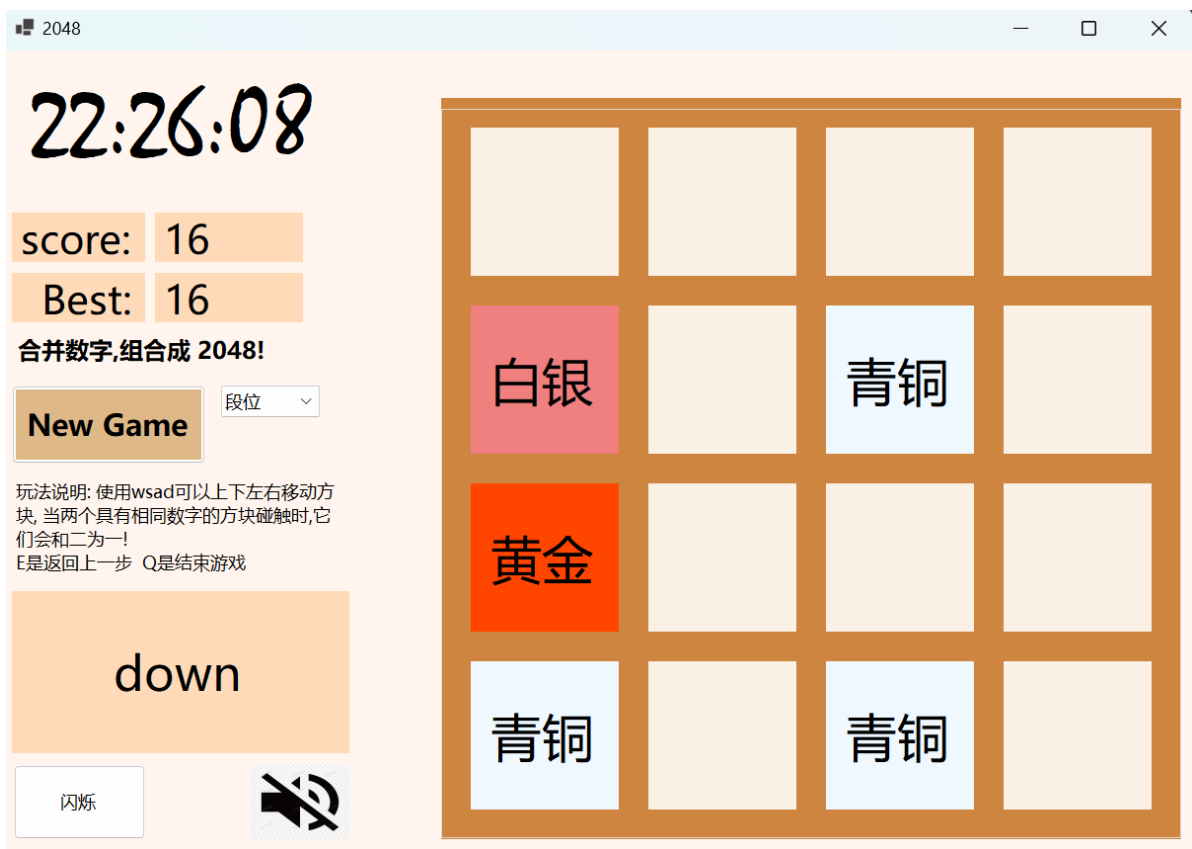 2048
22:26:08
score: 16
Best: 16
合并数字,组合成 2048!
New Game
段位
玩法说明: 使用wsad可以上下左右移动方
块, 当两个具有相同数字的方块碰触时,它
们会和二为一!
E是返回上一步 Q是结束游戏
down
闪烁
白银 青铜
黄金
青铜 青铜